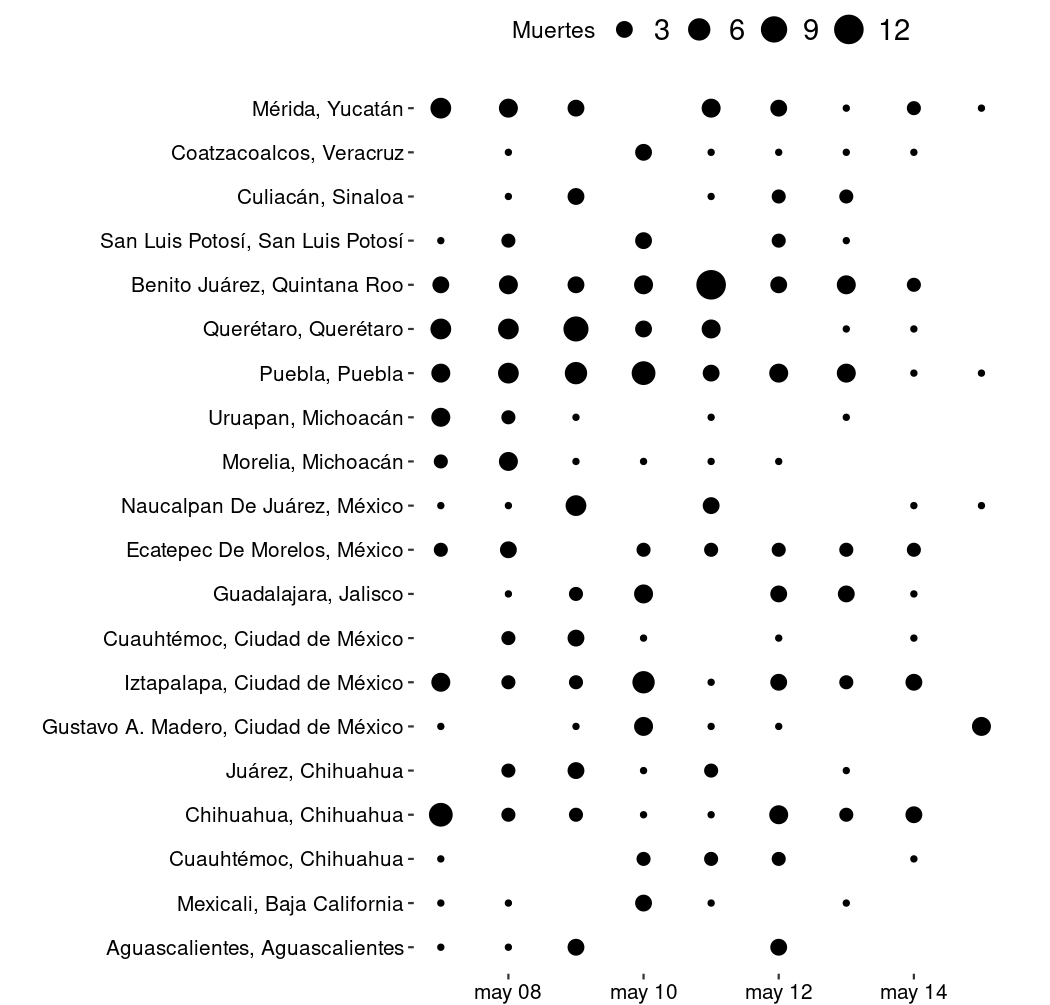 Muertes 3 6 9 12
Mérida, Yucatán
Coatzacoalcos, Veracruz
Culiacán, Sinaloa
San Luis Potosí, San Luis Potosí
Benito Juárez, Quintana Roo
Querétaro, Querétaro
Puebla, Puebla
Uruapan, Michoacán
Morelia, Michoacán
Naucalpan De Juárez, México
Ecatepec De Morelos, México
Guadalajara, Jalisco
Cuauhtémoc, Ciudad de México
Iztapalapa, Ciudad de México
Gustavo A. Madero, Ciudad de México
Juárez, Chihuahua
Chihuahua, Chihuahua
Cuauhtémoc, Chihuahua
Mexicali, Baja California
Aguascalientes, Aguascalientes
may 08 may 10 may 12 may 14